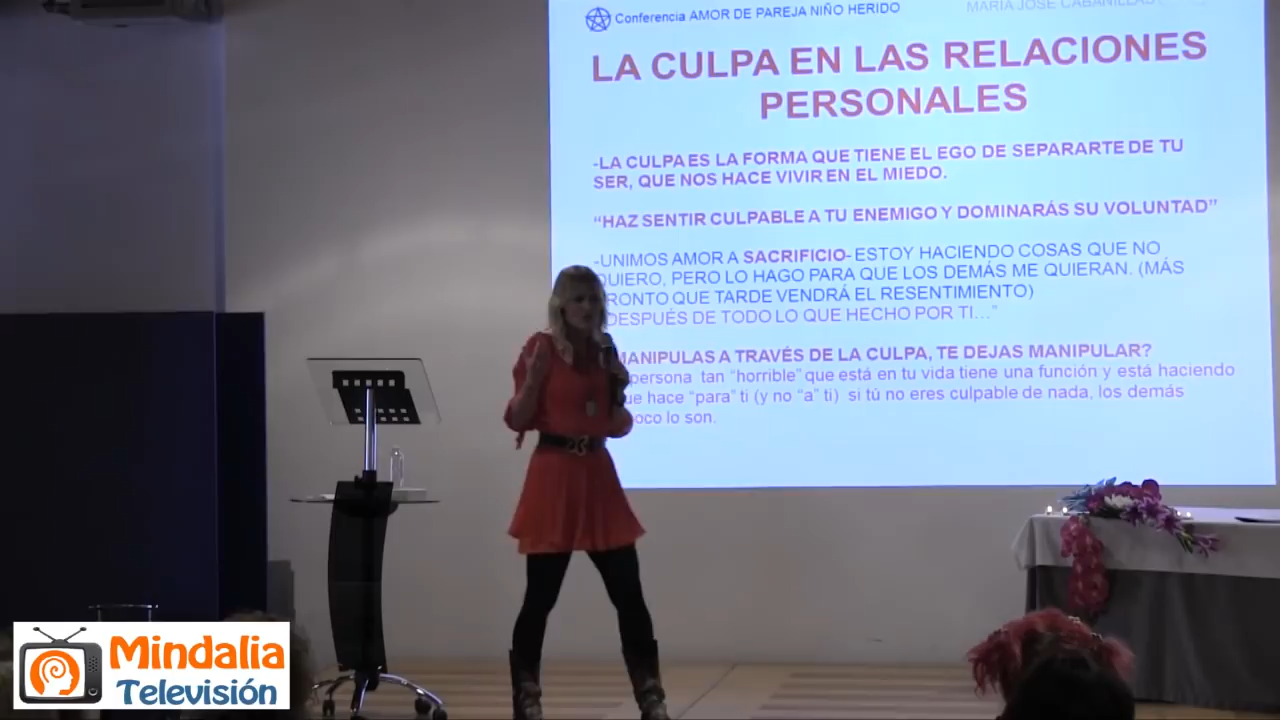 Conferencia AMOR DE PAREJA NIÑO HERIDO
MARIA JOSE CABANILLAS
LA CULPA EN LAS RELACIONES
PERSONALES
-LA CULPA ES LA FORMA QUE TIENE EL EGO DE SEPARARTE DE TU
SER, QUE NOS HACE VIVIR EN EL MIEDO.
“HAZ SENTIR CULPABLE A TU ENEMIGO Y DOMINARÁS SU VOLUNTAD”
-UNIMOS AMOR A SACRIFICIO- ESTOY HACIENDO COSAS QUE NO
QUIERO, PERO LO HAGO PARA QUE LOS DEMÁS ME QUIERAN. (MÁS
PRONTO QUE TARDE VENDRÁ EL RESENTIMIENTO)
DESPUÉS DE TODO LO QUE HECHO POR TI…”
MANIPULAS A TRAVÉS DE LA CULPA, TE DEJAS MANIPULAR?
persona tan “horrible” que está en tu vida tiene una función y está haciendo
que hace “para” ti (y no “a” ti) si tú no eres culpable de nada, los demás
poco lo son.
Mindalia
Televisión